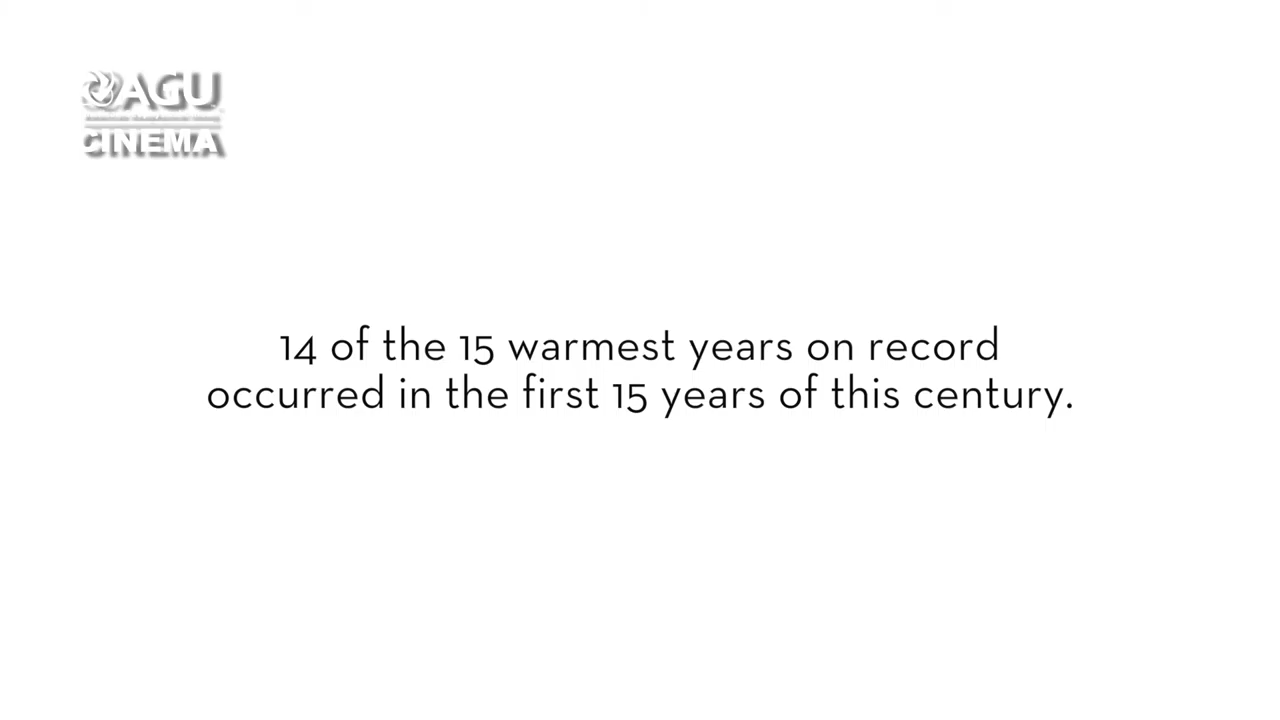 AGU
CINEMA
14 of the 15 warmest years on record
occurred in the first 15 years of this century.